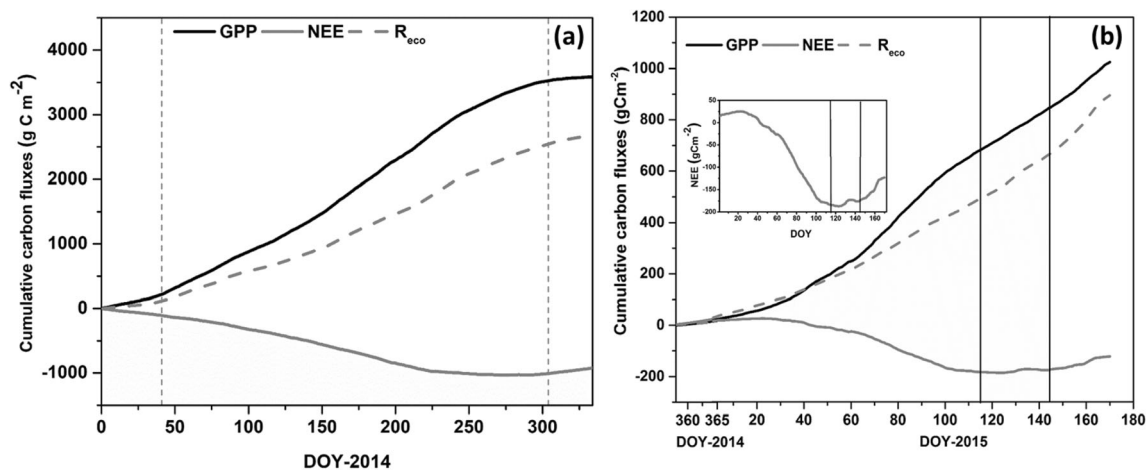 (a)
GPP NEE Reco
Cumulative carbon fluxes (g C m-2)
4000
3000
2000
1000
0
-1000
0 50 100 150 200 250 300
DOY-2014
(b)
GPP NEE Reco
Cumulative carbon fluxes (gCm-2)
1200
1000
800
600
400
200
0
-200
360 365 20 40 60 80 100 120 140 160 180
DOY-2014 DOY-2015
NEE (gCm-2)
50
0
-50
-100
-150
-200
20 40 60 80 100 120 140 160
DOY